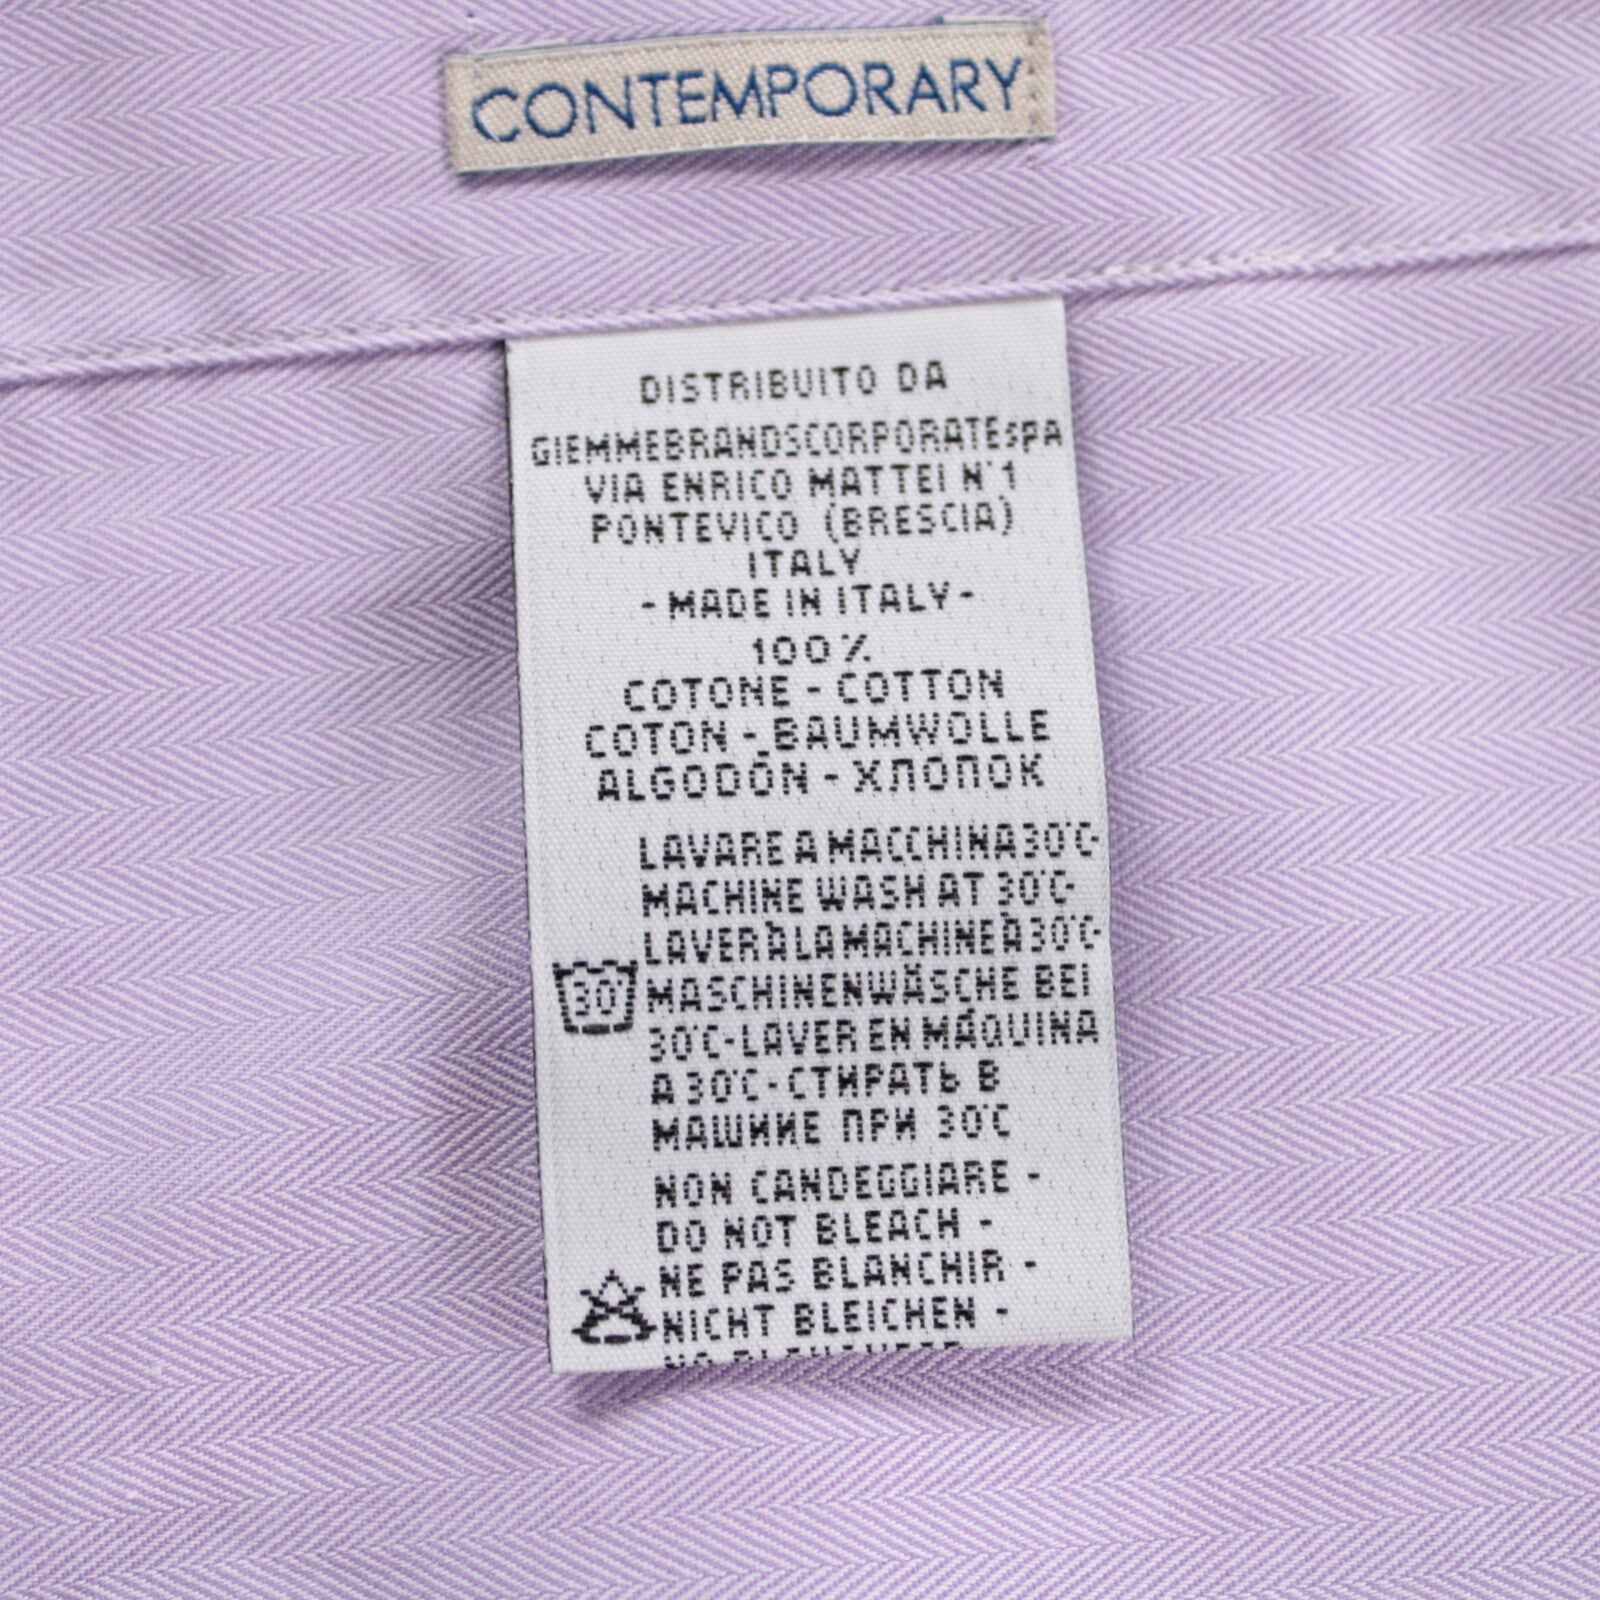 CONTEMPORARY
DISTRIBUITO DA
GIEMMEBRANDSCORPORATEsPA
VIA ENRICO MATTEI N°1
PONTEVICO (BRESCIA)
ITALY
- MADE IN ITALY -
100%
COTONE - COTTON
COTON - BAUMWOLLE
ALGODÓN - ХЛОПОК
LAVARE A MACCHINA 30°C-
MACHINE WASH AT 30°C-
LAVER À LA MACHINE À 30°C-
30° MASCHINENWÄSCHE BEI
30°C-LAVER EN MÁQUINA
A 30°C-СТИРАТЬ В
МАШИНЕ ПРИ 30°C
NON CANDEGGIARE -
DO NOT BLEACH -
NE PAS BLANCHIR -
NICHT BLEICHEN -